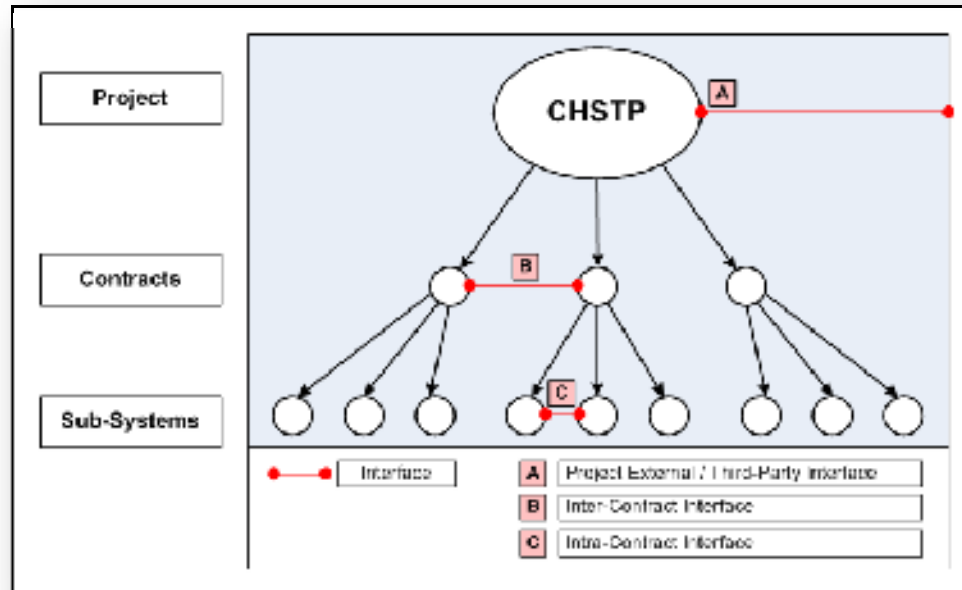 Project
CHSTP
A
Contracts
B
Sub-Systems
C
Interface
A Project External / Third-Party Interface
B Inter-Contract Interface
C Intra-Contract Interface